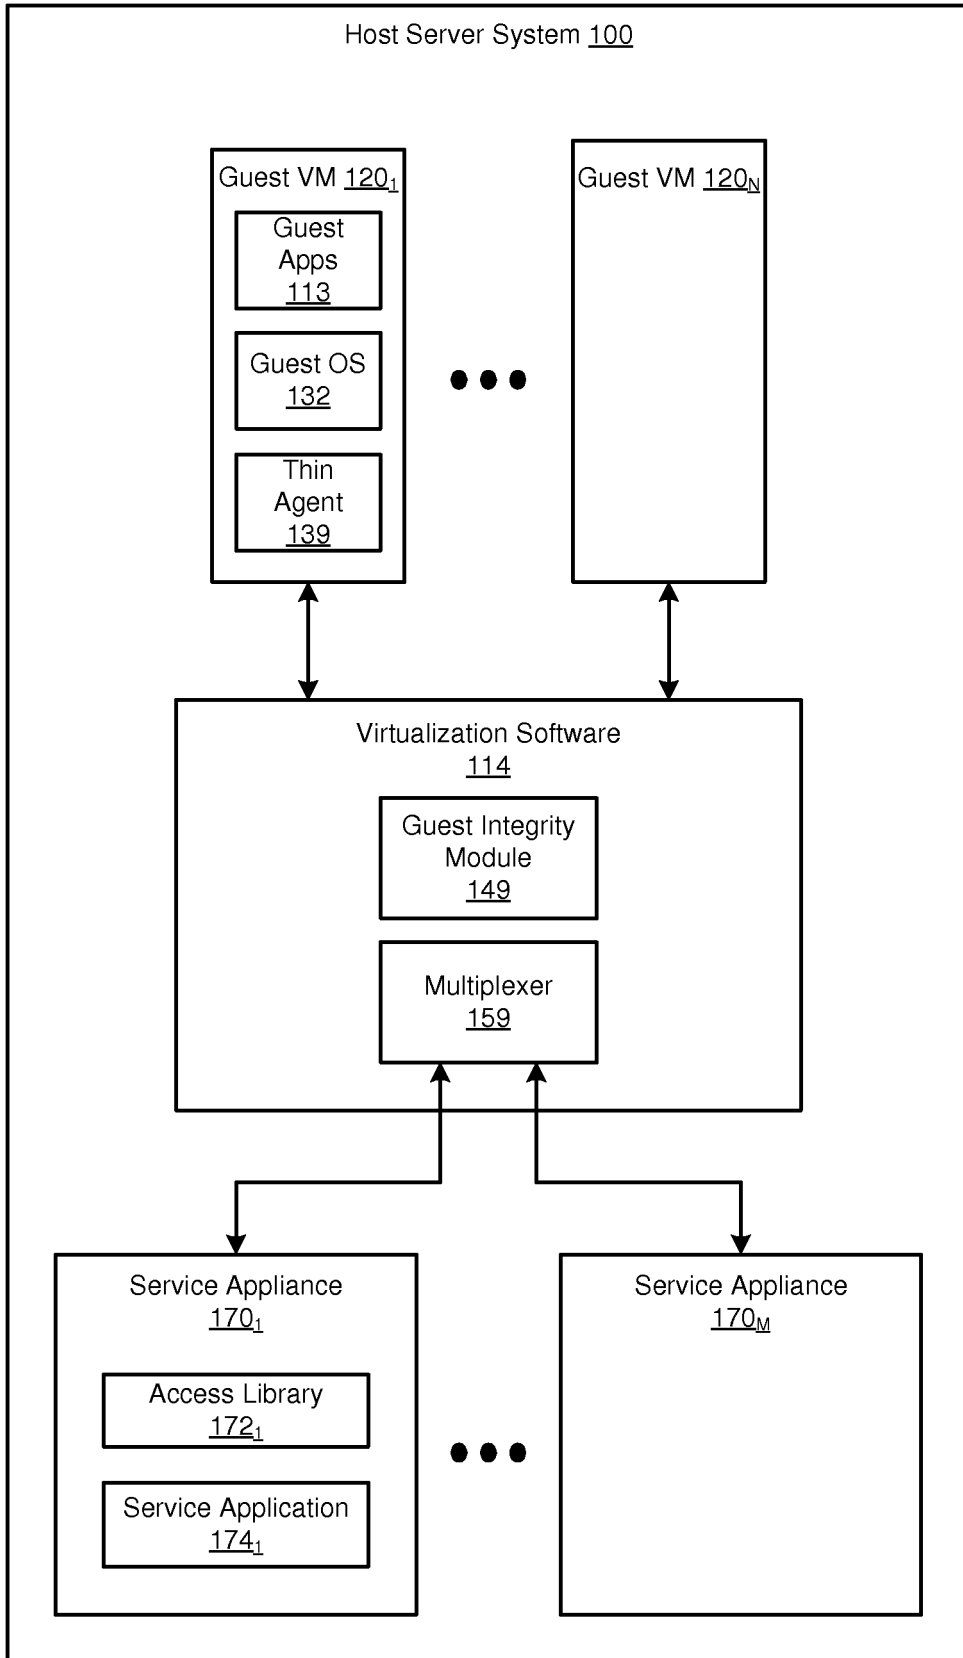 Host Server System 100
Guest VM 120₁
Guest Apps
113
Guest OS
132
Thin
Agent
139
Guest VM 120N
Virtualization Software
114
Guest Integrity
Module
149
Multiplexer
159
Service Appliance
170₁
Access Library
172₁
Service Application
174₁
Service Appliance
170M